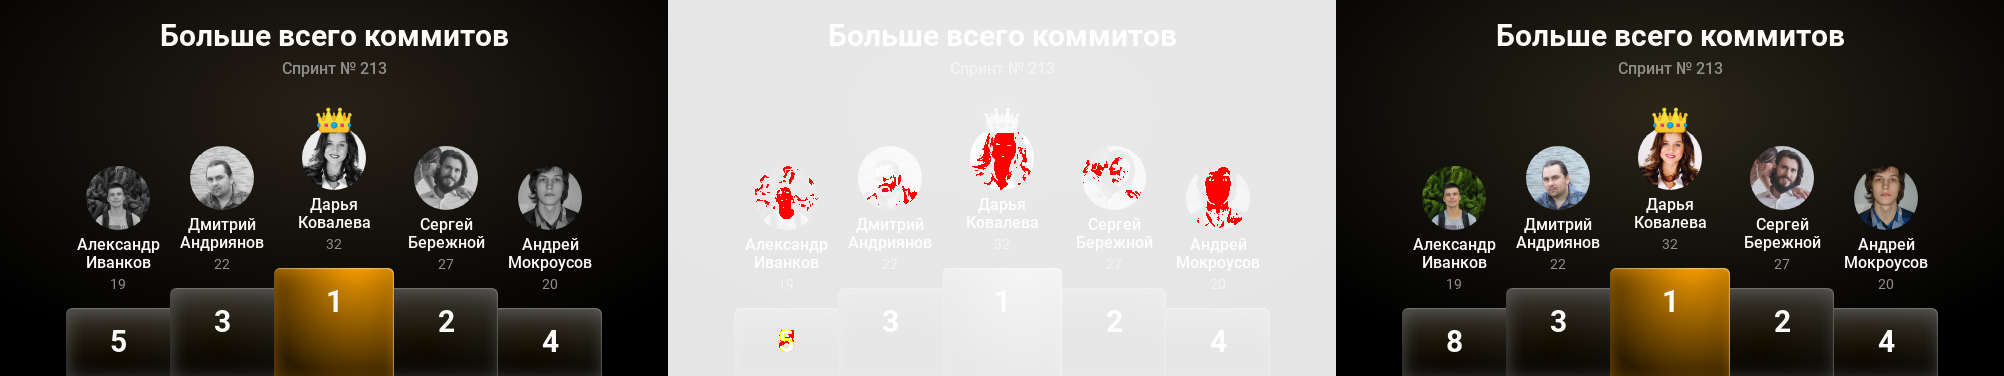 Больше всего коммитов
Спринт № 213
Дарья
Ковалева
32
Дмитрий
Андриянов
22
Сергей
Бережной
27
Александр
Иванков
19
Андрей
Мокроусов
20
1
3
2
5
4
Больше всего коммитов
Спринт № 213
Дарья
Ковалева
32
Дмитрий
Андриянов
22
Сергей
Бережной
27
Александр
Иванков
19
Андрей
Мокроусов
20
1
3
2
4
Больше всего коммитов
Спринт № 213
Дарья
Ковалева
32
Дмитрий
Андриянов
22
Сергей
Бережной
27
Александр
Иванков
19
Андрей
Мокроусов
20
1
3
2
8
4